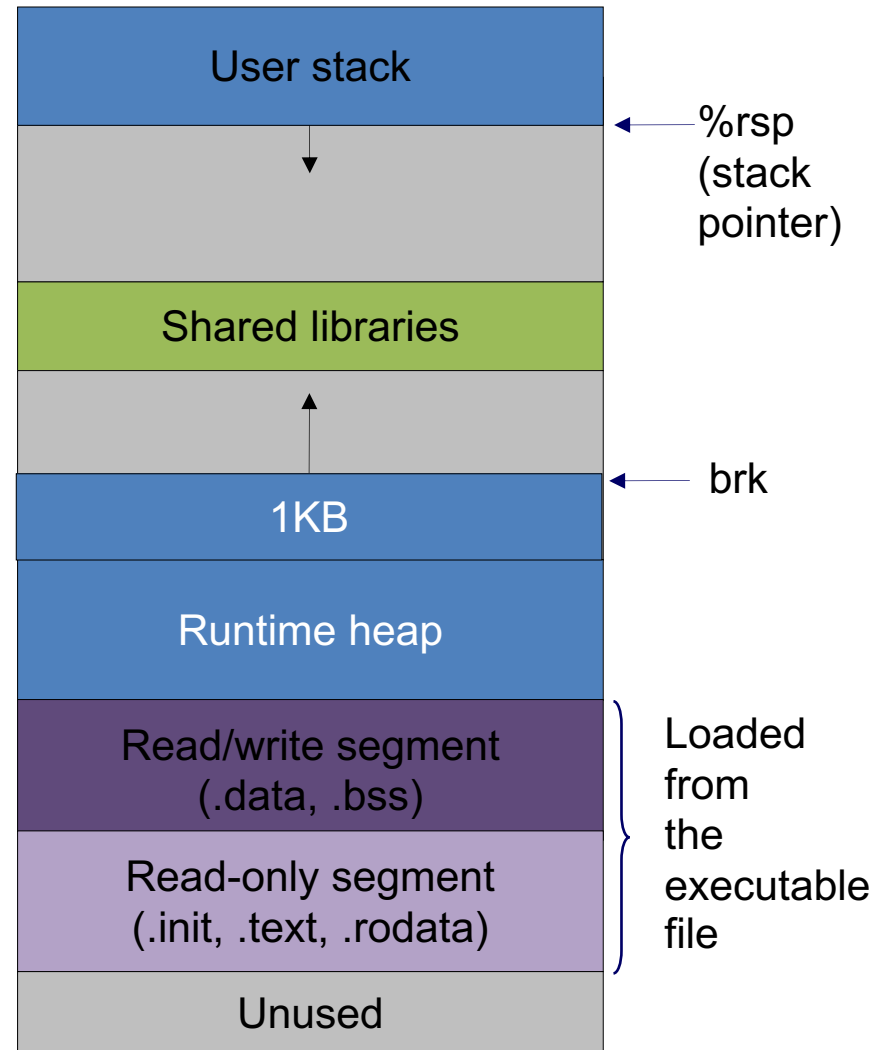 User stack
%rsp
(stack
pointer)
Shared libraries
brk
1KB
Runtime heap
Read/write segment
(.data, .bss)
Read-only segment
(.init, .text, .rodata)
Loaded
from
the
executable
file
Unused